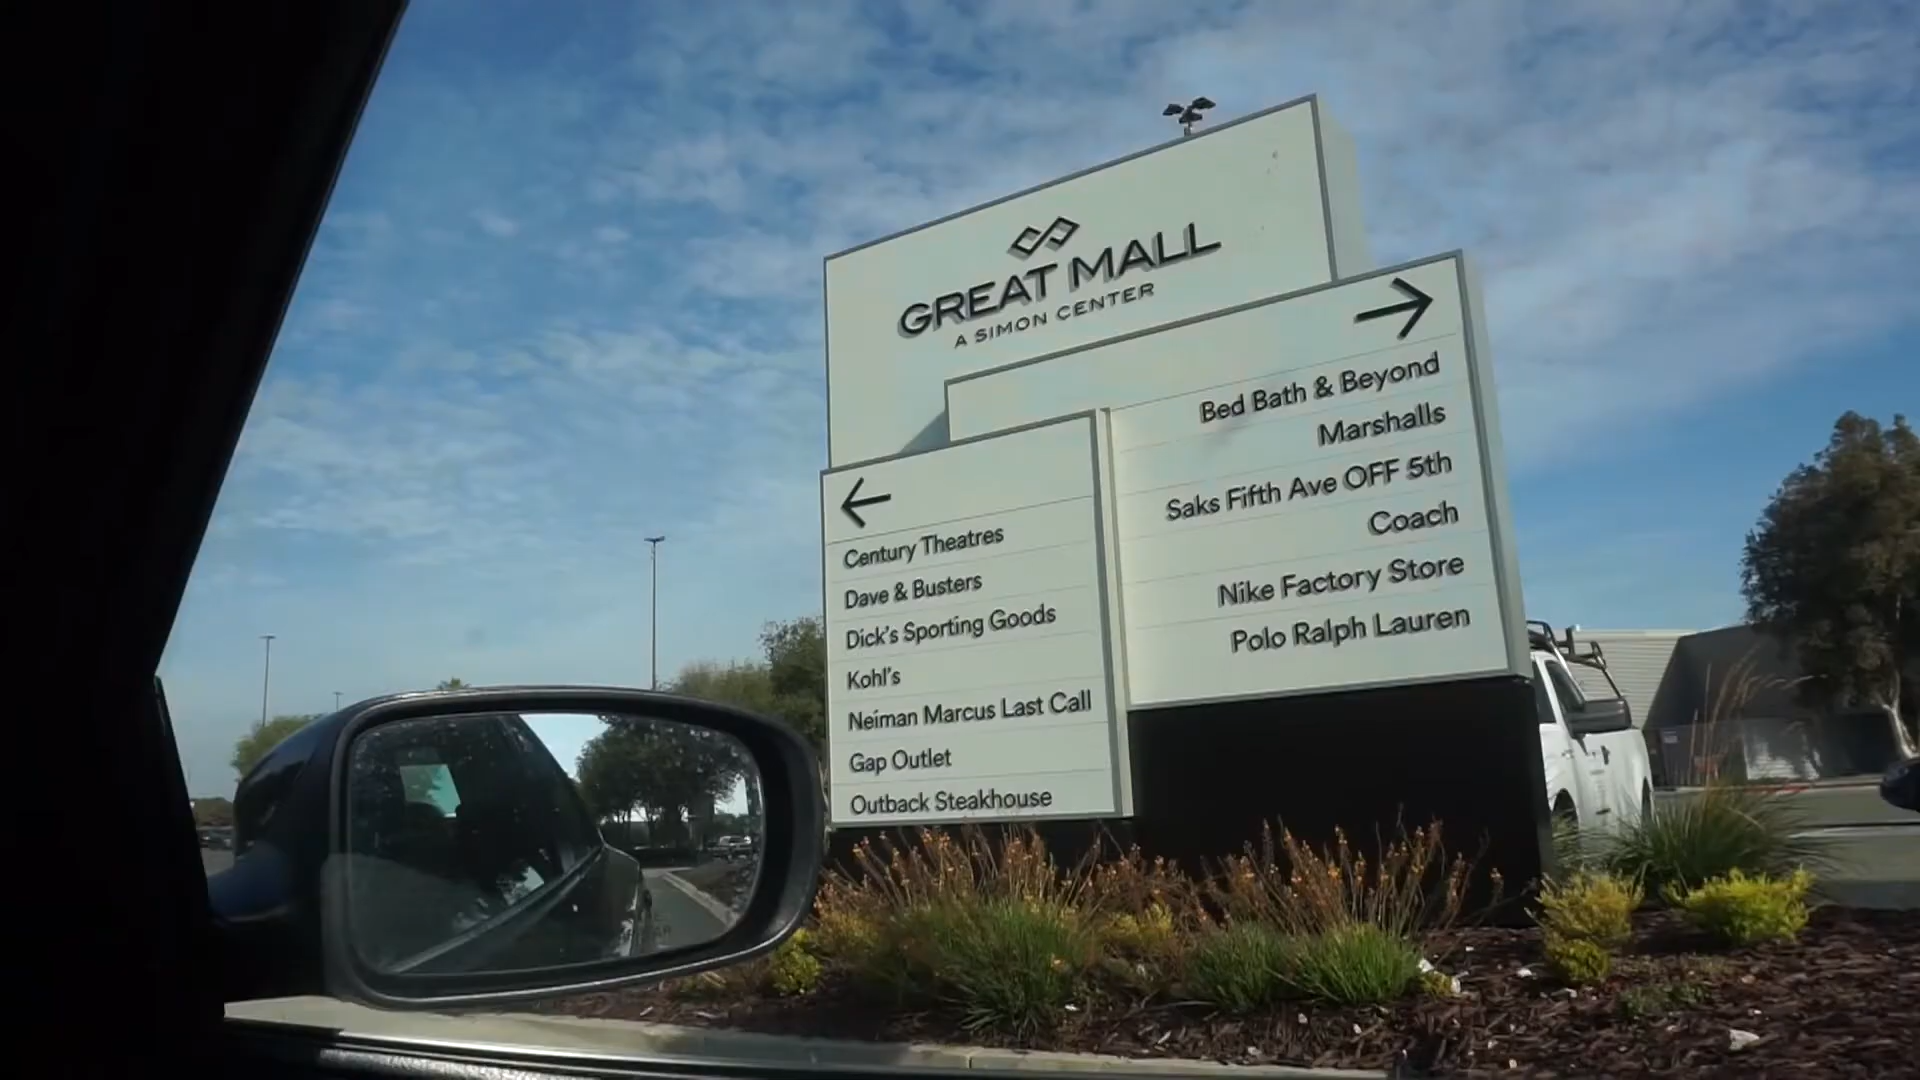 GREAT MALL
A SIMON CENTER
Bed Bath & Beyond
Marshalls
Saks Fifth Ave OFF 5th
Coach
Nike Factory Store
Polo Ralph Lauren
Century Theatres
Dave & Busters
Dick's Sporting Goods
Kohl's
Neiman Marcus Last Call
Gap Outlet
Outback Steakhouse